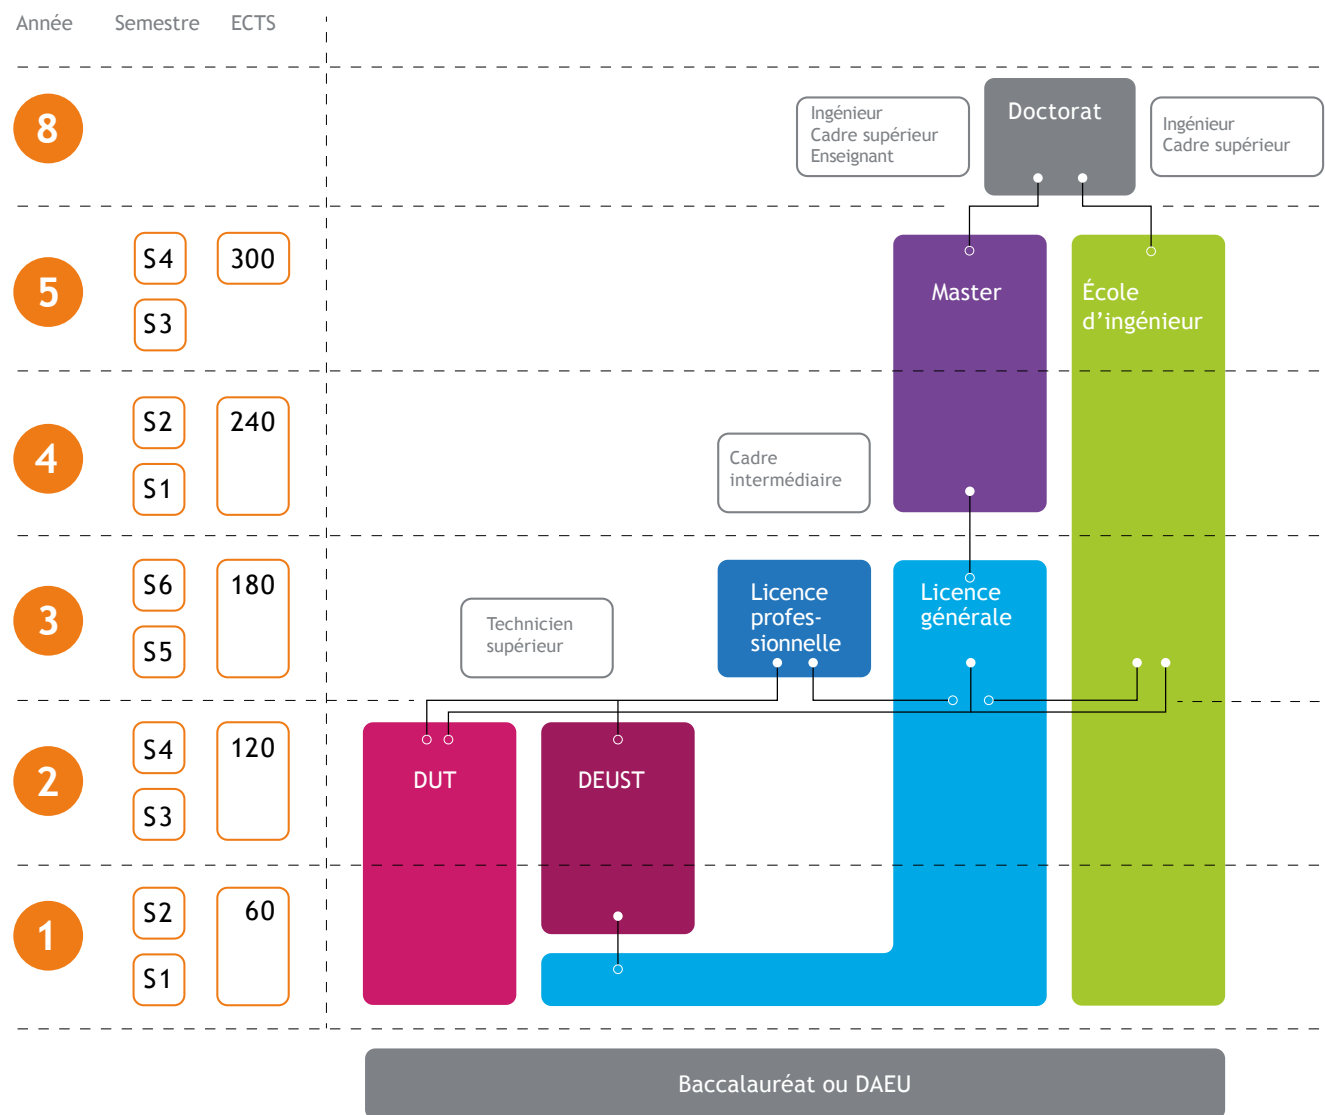 Année Semestre ECTS
8
Ingénieur
Cadre supérieur
Enseignant
Doctorat
Ingénieur
Cadre supérieur
5
S4
300
S3
Master
École
d'ingénieur
4
S2
240
S1
Cadre
intermédiaire
3
S6
180
S5
Technicien
supérieur
Licence
profes-
sionnelle
Licence
générale
2
S4
120
S3
DUT
DEUST
1
S2
60
S1
Baccalauréat ou DAEU